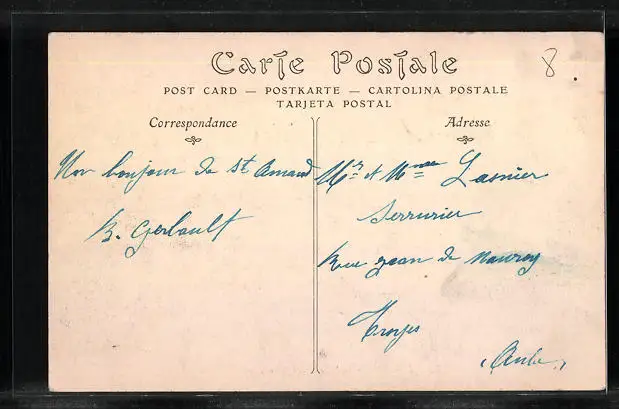 Carte Postale
8
POST CARD — POSTKARTE — CARTOLINA POSTALE
TARJETA POSTAL
Correspondance
Adresse
bonjour de St Amand
B. Gerbault
Mr et Mme Lasnier
Serrurier
Rue Jean de Mauroy
Troyes
(Aube)